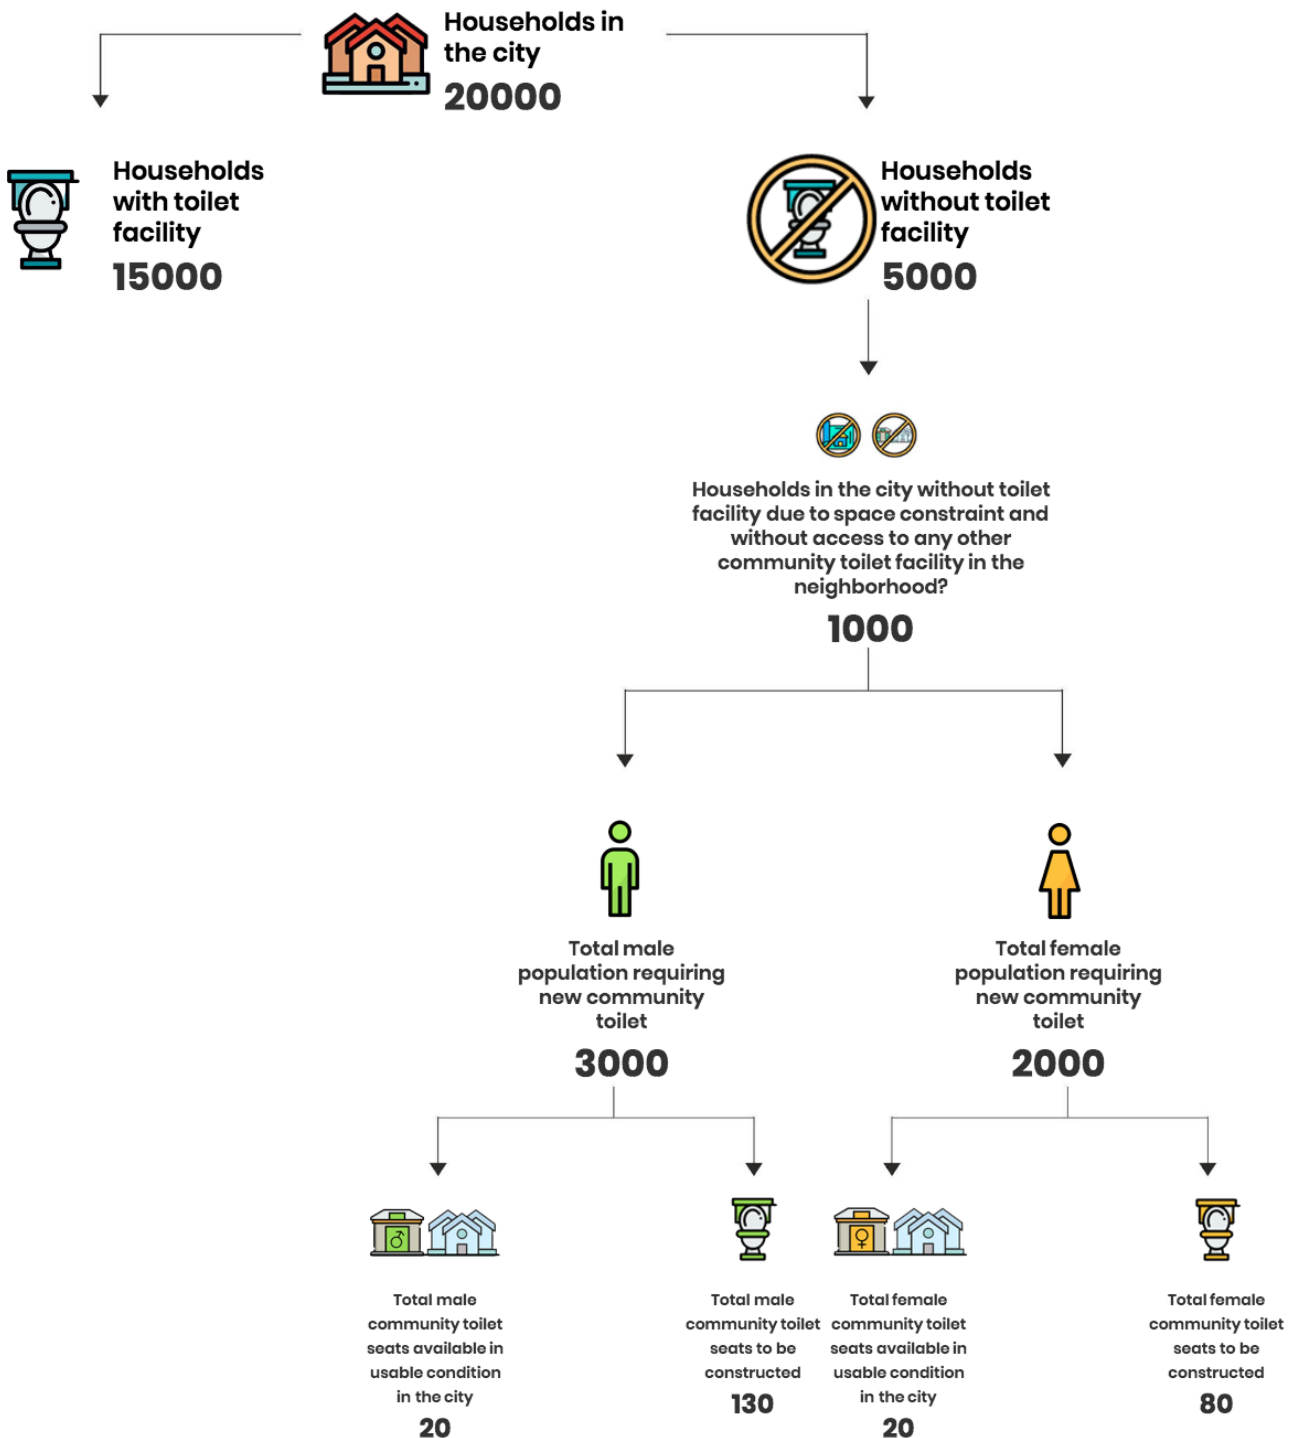 Households in
the city
20000
Households
with toilet
facility
15000
Households
without toilet
facility
5000
Households in the city without toilet
facility due to space constraint and
without access to any other
community toilet facility in the
neighborhood?
1000
Total male
population requiring
new community
toilet
3000
Total female
population requiring
new community
toilet
2000
Total male
community toilet
seats available in
usable condition
in the city
20
Total male
community toilet
seats to be
constructed
130
Total female
community toilet
seats available in
usable condition
in the city
20
Total female
community toilet
seats to be
constructed
80